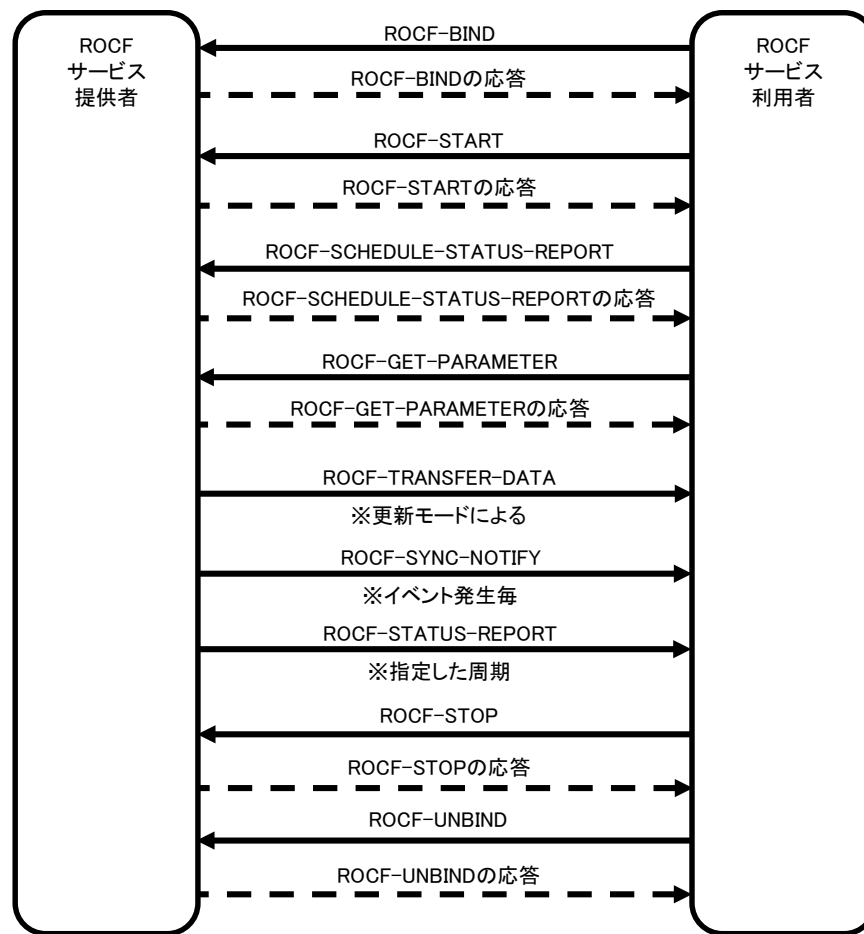 ROCF
サービス
提供者
ROCF
サービス
利用者
ROCF-BIND
ROCF-BINDの応答
ROCF-START
ROCF-STARTの応答
ROCF-SCHEDULE-STATUS-REPORT
ROCF-SCHEDULE-STATUS-REPORTの応答
ROCF-GET-PARAMETER
ROCF-GET-PARAMETERの応答
ROCF-TRANSFER-DATA
※更新モードによる
ROCF-SYNC-NOTIFY
※イベント発生毎
ROCF-STATUS-REPORT
※指定した周期
ROCF-STOP
ROCF-STOPの応答
ROCF-UNBIND
ROCF-UNBINDの応答